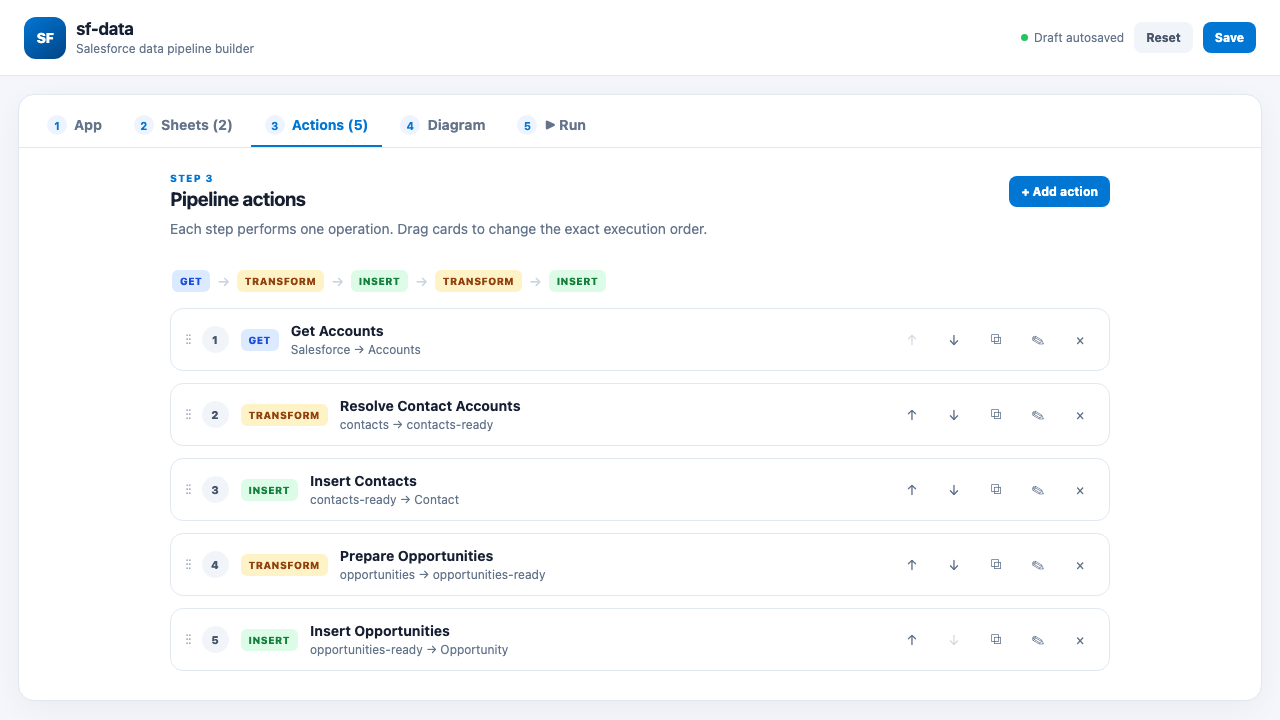 SF
sf-data
Salesforce data pipeline builder
Draft autosaved
Reset
Save
1 App
2 Sheets (2)
3 Actions (5)
4 Diagram
5 ▶ Run
STEP 3
Pipeline actions
+ Add action
Each step performs one operation. Drag cards to change the exact execution order.
GET → TRANSFORM → INSERT → TRANSFORM → INSERT
1 GET Get Accounts
Salesforce → Accounts
2 TRANSFORM Resolve Contact Accounts
contacts → contacts-ready
3 INSERT Insert Contacts
contacts-ready → Contact
4 TRANSFORM Prepare Opportunities
opportunities → opportunities-ready
5 INSERT Insert Opportunities
opportunities-ready → Opportunity